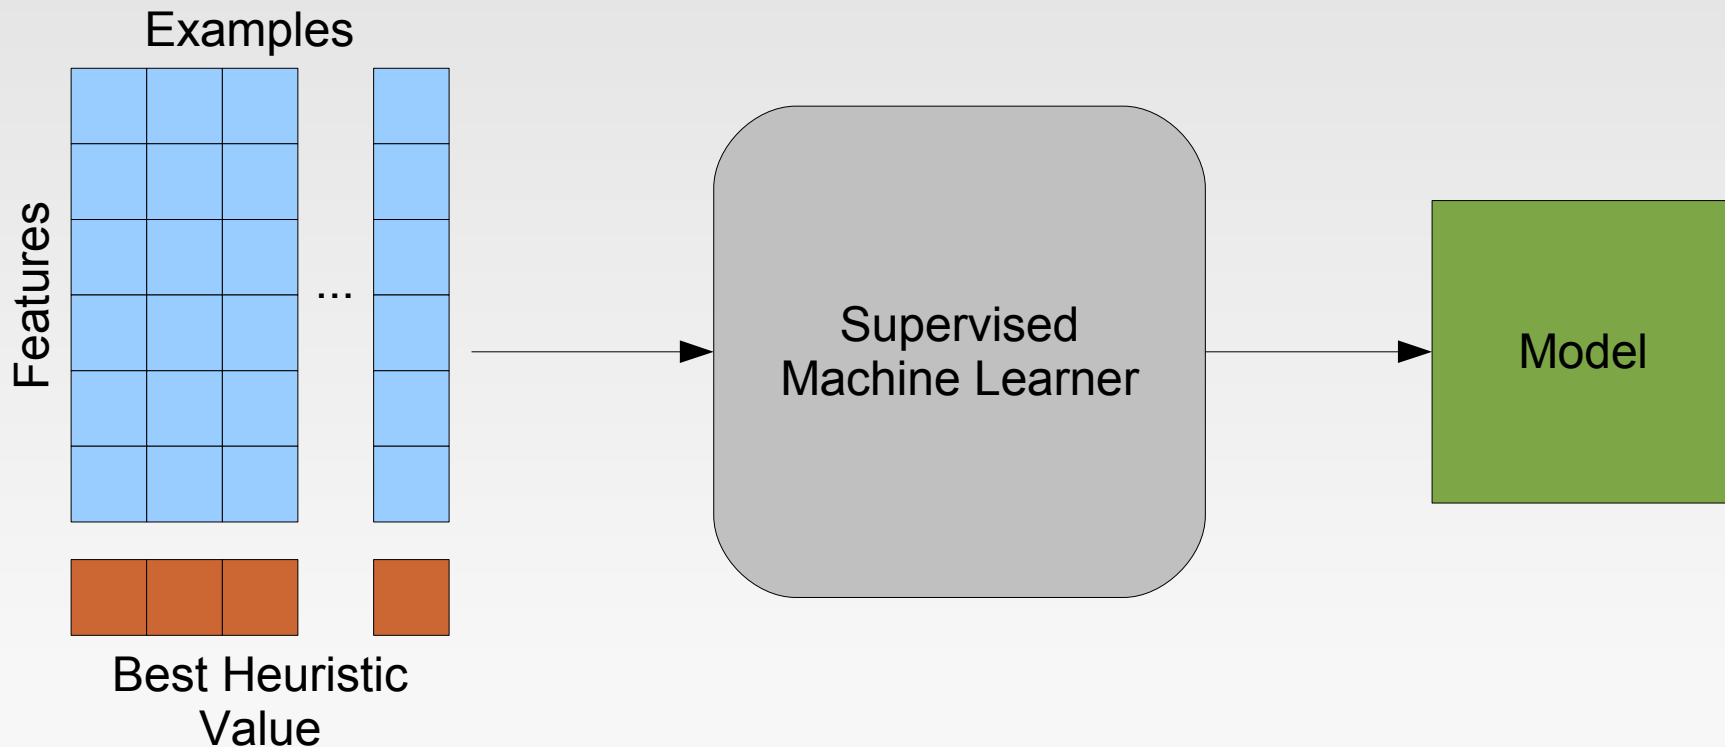 Examples
Features
...
Supervised
Machine Learner
Model
Best Heuristic
Value